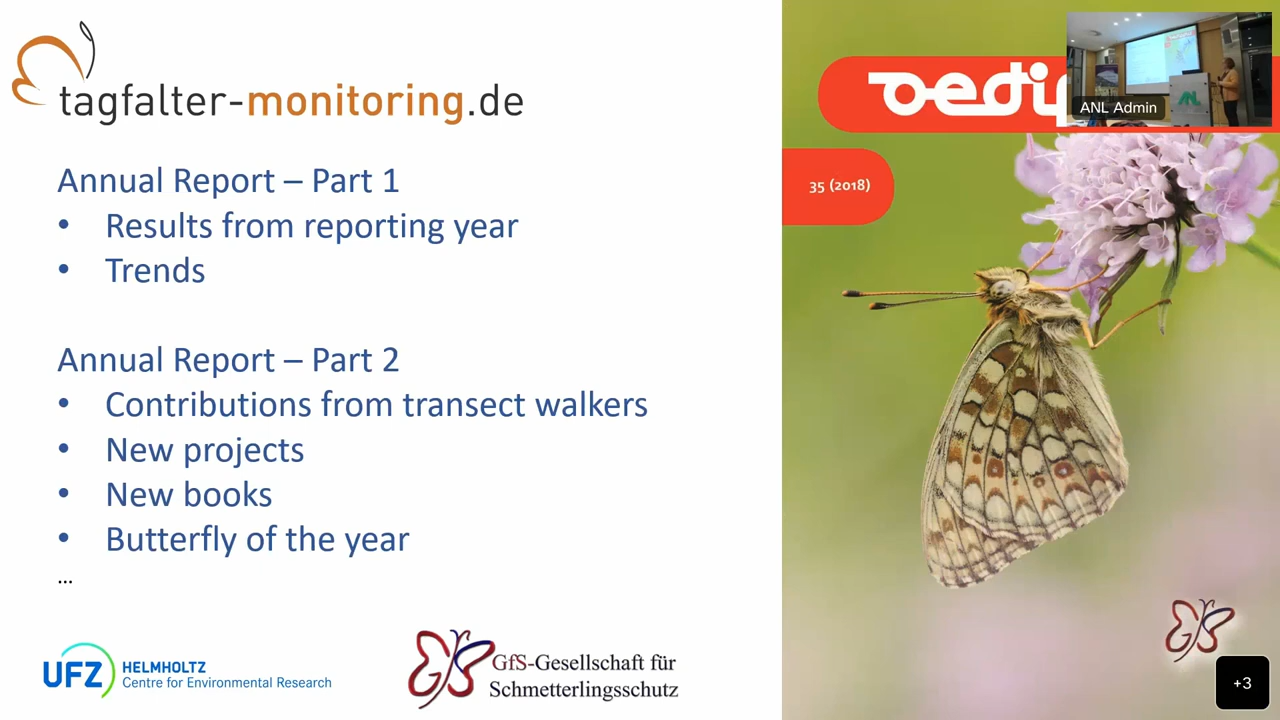 tagfalter-monitoring.de
Annual Report – Part 1
• Results from reporting year
• Trends
Annual Report – Part 2
• Contributions from transect walkers
• New projects
• New books
• Butterfly of the year
...
UFZ HELMHOLTZ
Centre for Environmental Research
GfS-Gesellschaft für
Schmetterlingsschutz
35 (2018)
ANL
ANL Admin
+3